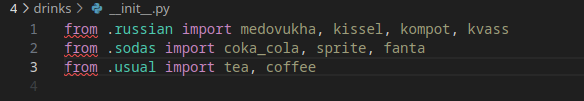 4 > drinks > __init__.py
1 from .russian import medovukha, kissel, kompot, kvass
2 from .sodas import coka_cola, sprite, fanta
3 from .usual import tea, coffee
4